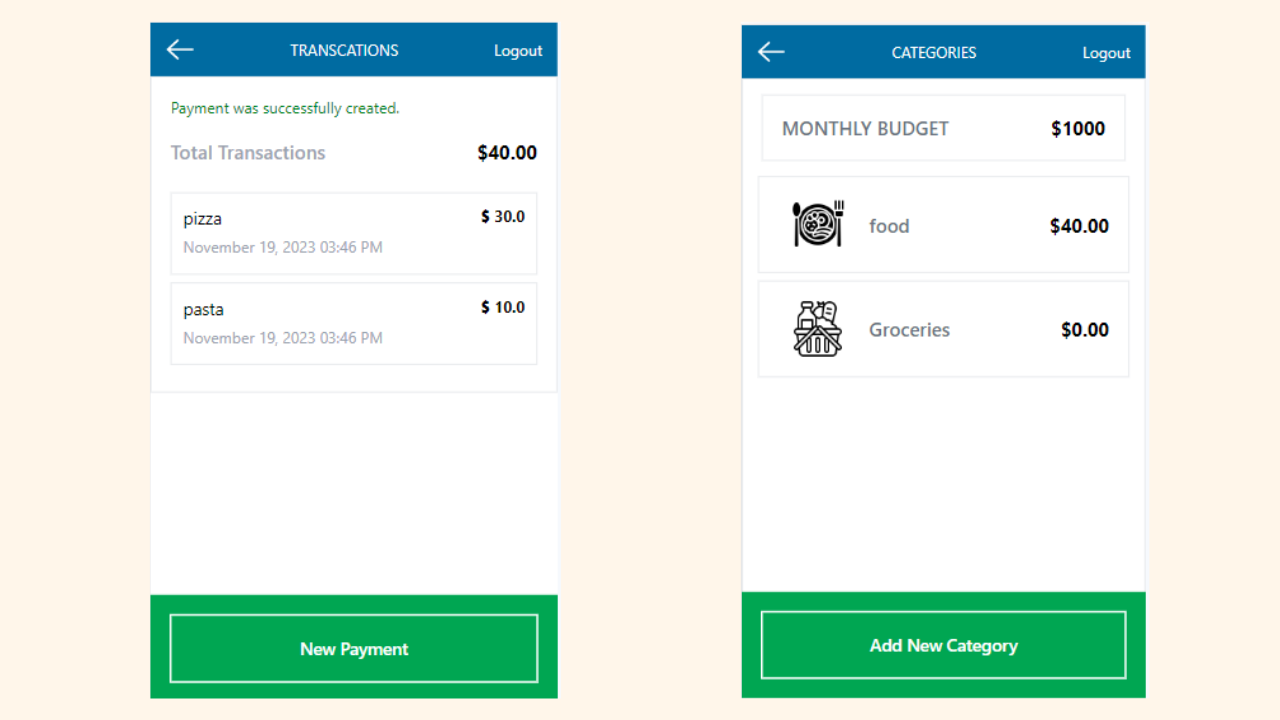 TRANSCATIONS Logout
Payment was successfully created.
Total Transactions $40.00
pizza $ 30.0
November 19, 2023 03:46 PM
pasta $ 10.0
November 19, 2023 03:46 PM
New Payment
CATEGORIES Logout
MONTHLY BUDGET $1000
food $40.00
Groceries $0.00
Add New Category